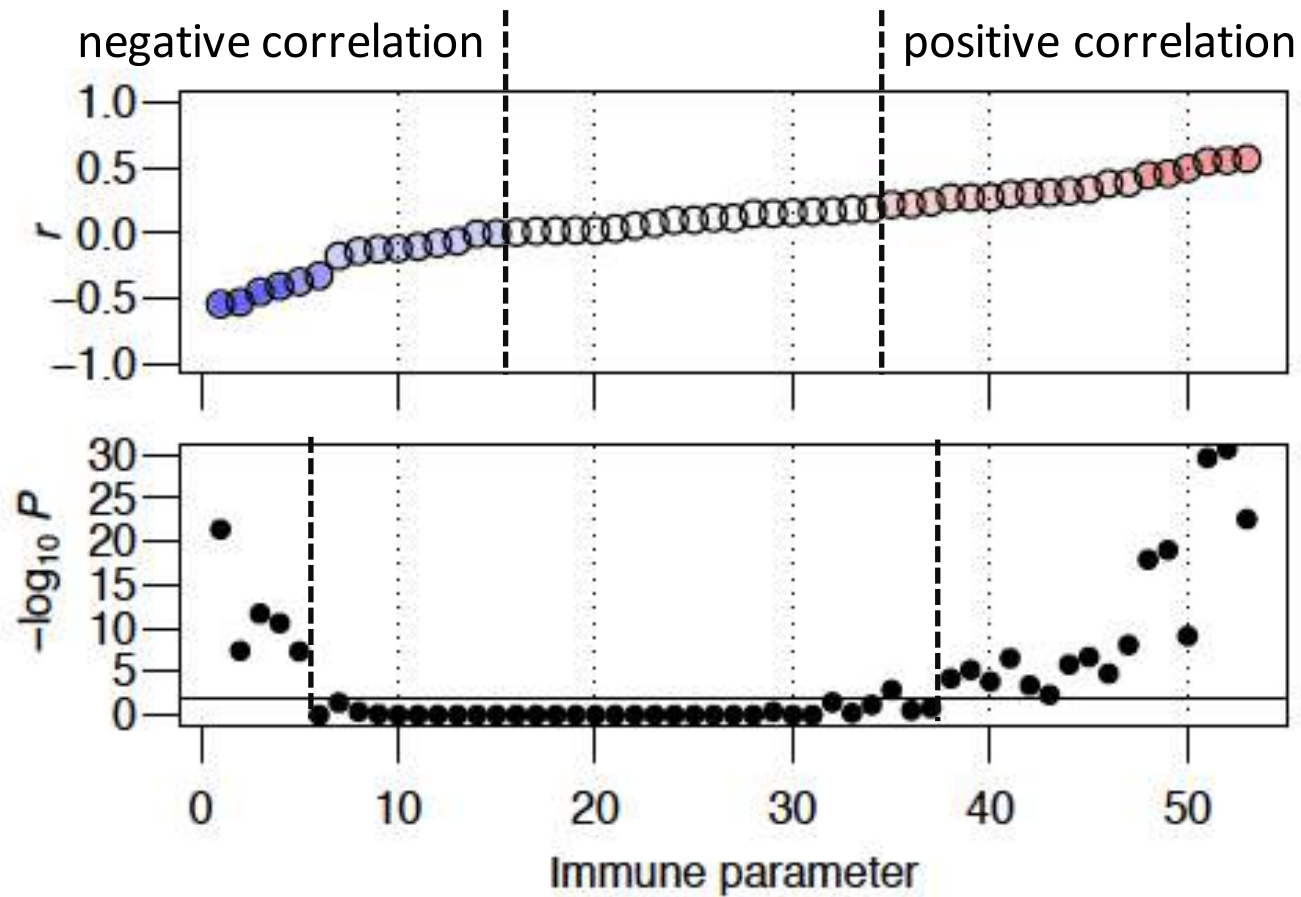 negative correlation
positive correlation
1.0
0.5
0.0
−0.5
−1.0
r
30
25
20
15
10
5
0
−log10 P
0 10 20 30 40 50
Immune parameter